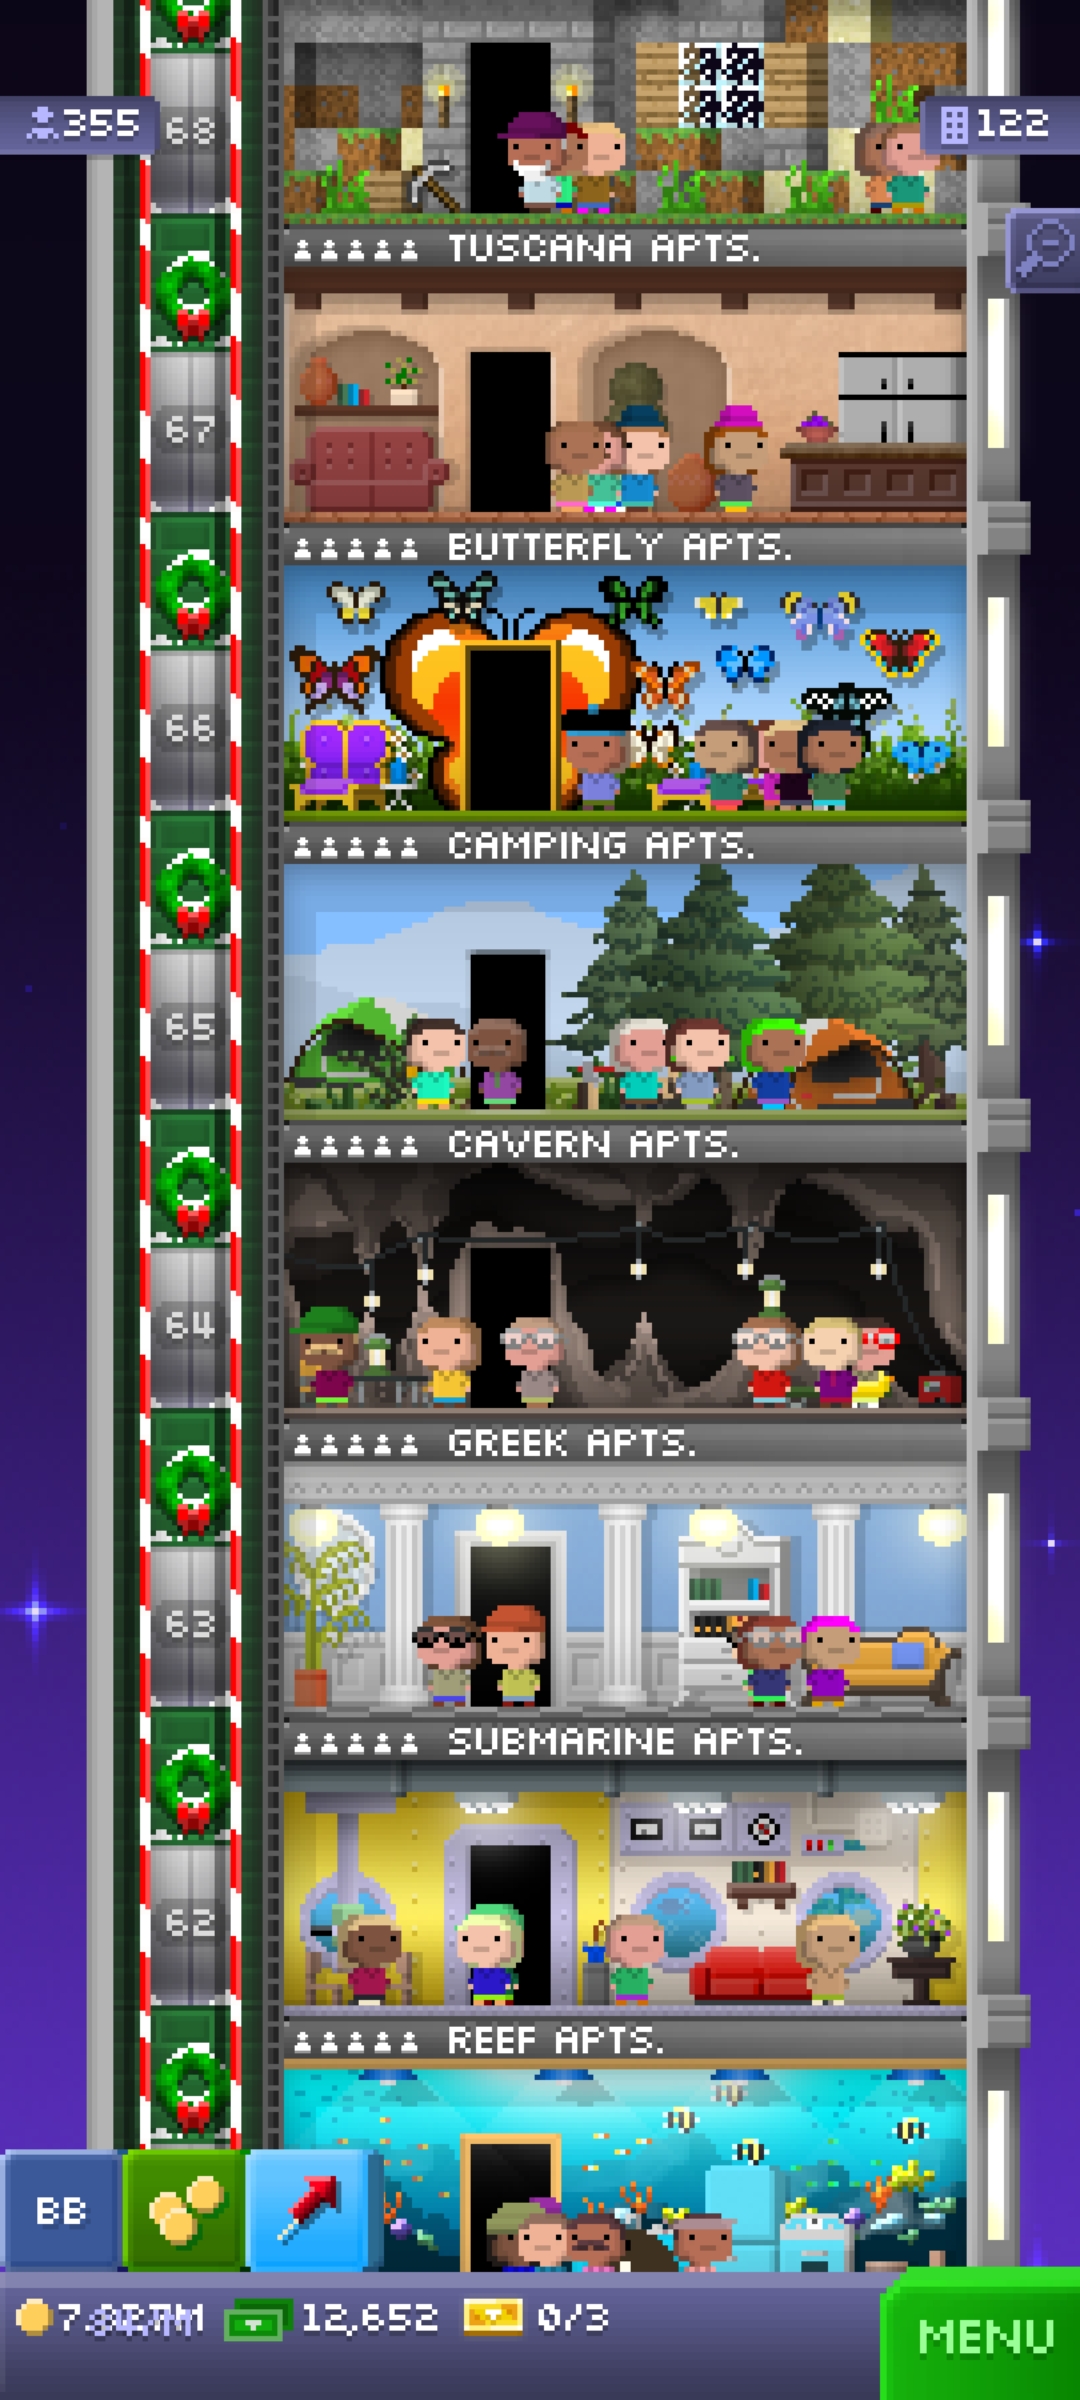 68
355
122
TUSCANA APTS.
67
BUTTERFLY APTS.
66
CAMPING APTS.
65
CAVERN APTS.
64
GREEK APTS.
63
SUBMARINE APTS.
62
REEF APTS.
BB
12,652
0/3
MENU